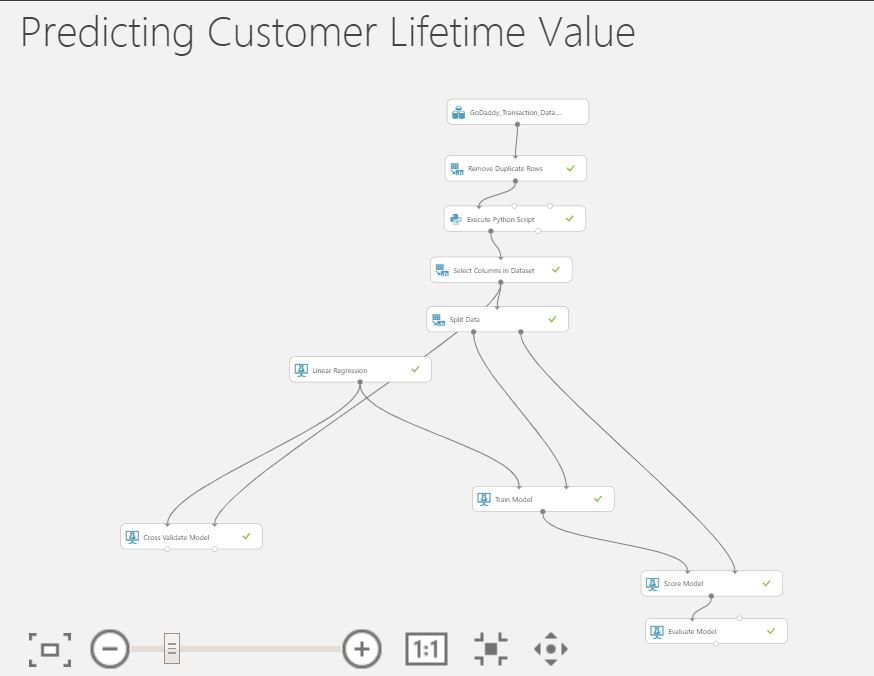 Predicting Customer Lifetime Value
GoDaddy_Transaction_Data...
Remove Duplicate Rows
Execute Python Script
Select Columns in Dataset
Split Data
Linear Regression
Train Model
Cross Validate Model
Score Model
Evaluate Model
1:1